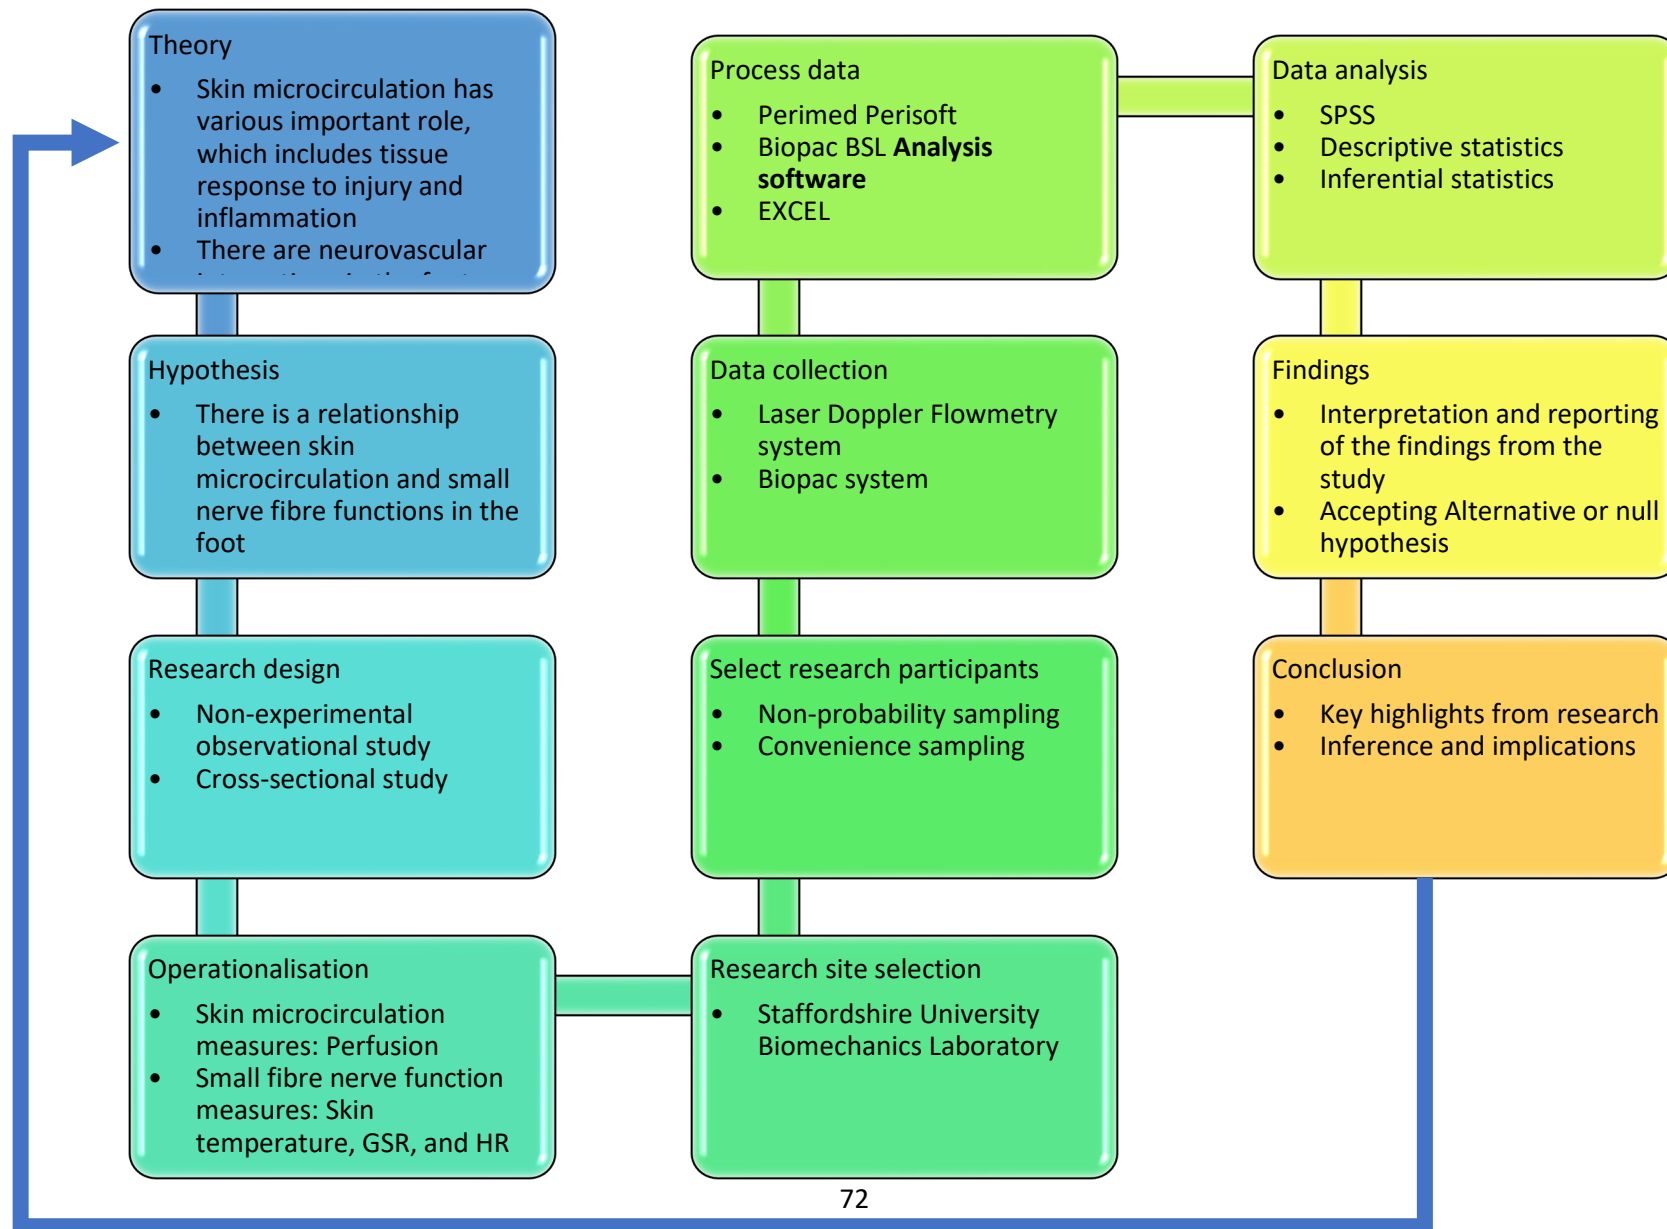 Theory
• Skin microcirculation has
various important role,
which includes tissue
response to injury and
inflammation
• There are neurovascular
Hypothesis
• There is a relationship
between skin
microcirculation and small
nerve fibre functions in the
foot
Research design
• Non-experimental
observational study
• Cross-sectional study
Operationalisation
• Skin microcirculation
measures: Perfusion
• Small fibre nerve function
measures: Skin
temperature, GSR, and HR
Research site selection
• Staffordshire University
Biomechanics Laboratory
Select research participants
• Non-probability sampling
• Convenience sampling
Data collection
• Laser Doppler Flowmetry
system
• Biopac system
Process data
• Perimed Perisoft
• Biopac BSL Analysis
software
• EXCEL
Data analysis
• SPSS
• Descriptive statistics
• Inferential statistics
Findings
• Interpretation and reporting
of the findings from the
study
• Accepting Alternative or null
hypothesis
Conclusion
• Key highlights from research
• Inference and implications
72